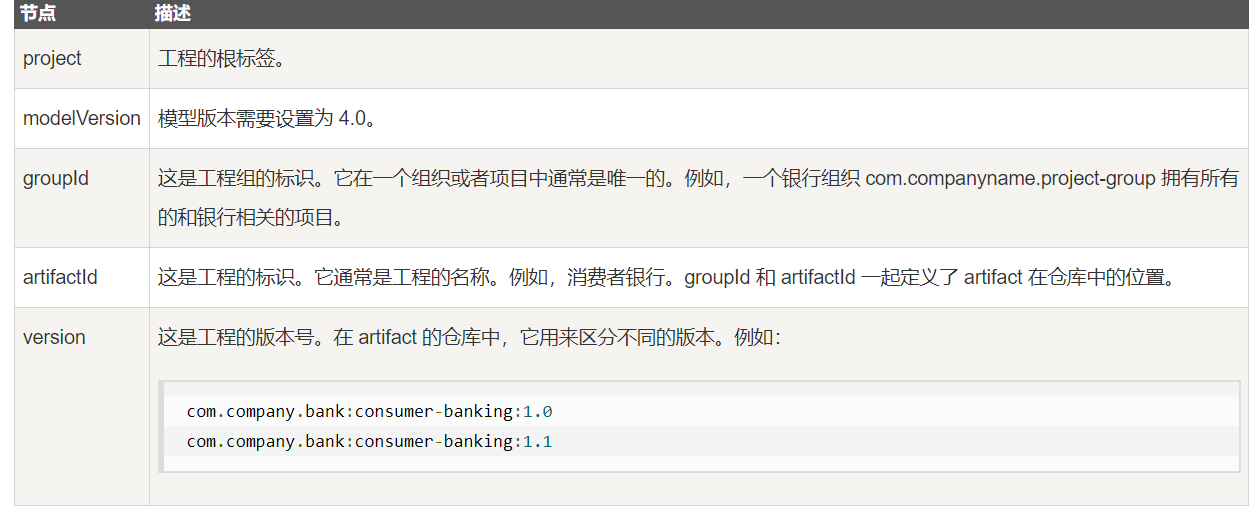 节点 描述
project 工程的根标签。
modelVersion 模型版本需要设置为 4.0。
groupId 这是工程组的标识。它在一个组织或者项目中通常是唯一的。例如，一个银行组织 com.companyname.project-group 拥有所有
的和银行相关的项目。
artifactId 这是工程的标识。它通常是工程的名称。例如，消费者银行。groupId 和 artifactId 一起定义了 artifact 在仓库中的位置。
version 这是工程的版本号。在 artifact 的仓库中，它用来区分不同的版本。例如：
com.company.bank:consumer-banking:1.0
com.company.bank:consumer-banking:1.1